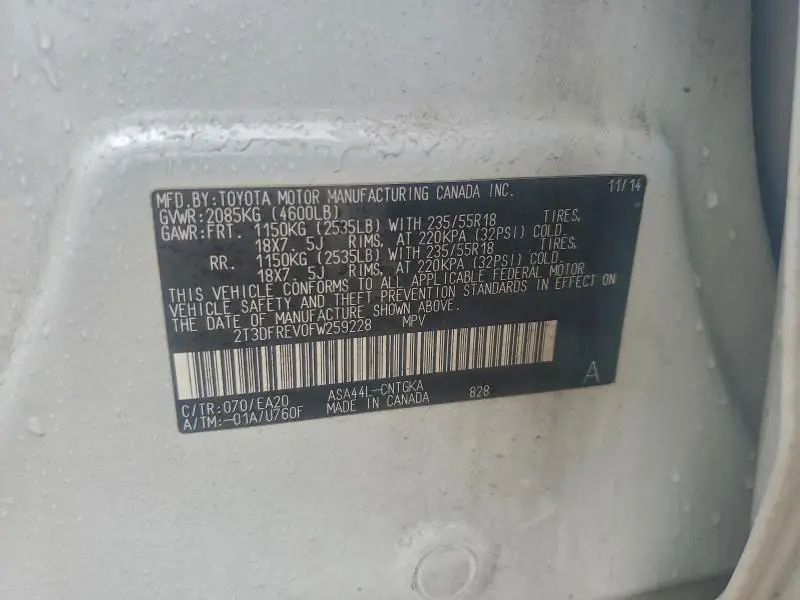 MFD.BY:TOYOTA MOTOR MANUFACTURING CANADA INC. 11/14
GVWR:2085KG (4600LB)
GAWR:FRT. 1150KG (2535LB) WITH 235/55R18 TIRES,
18X7.5J RIMS, AT 220KPA (32PSI) COLD.
RR. 1150KG (2535LB) WITH 235/55R18 TIRES,
18X7.5J RIMS, AT 220KPA (32PSI) COLD.
THIS VEHICLE CONFORMS TO ALL APPLICABLE FEDERAL MOTOR
VEHICLE SAFETY AND THEFT PREVENTION STANDARDS IN EFFECT ON
THE DATE OF MANUFACTURE SHOWN ABOVE.
2T3DFREV0FW259228 MPV
C/TR:070/EA20 ASA44L-CNTGKA 828 A
A/TM:-01A/U760F MADE IN CANADA